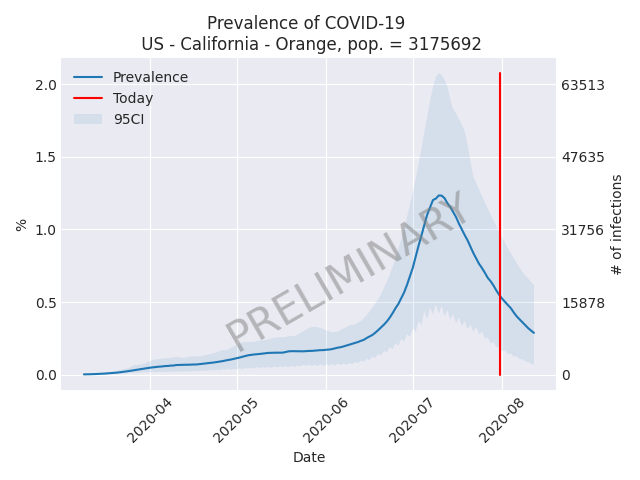 Prevalence of COVID-19
US - California - Orange, pop. = 3175692
Prevalence
Today
95CI
2.0
1.5
1.0
0.5
0.0
%
63513
47635
31756
15878
0
# of infections
PRELIMINARY
2020-04
2020-05
2020-06
2020-07
2020-08
Date